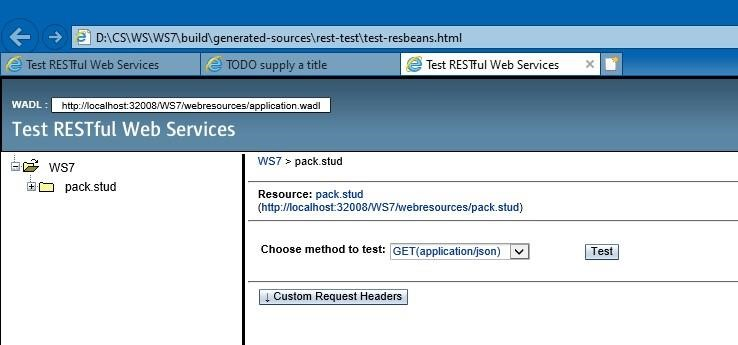 D:\CS\WS\WS7\build\generated-sources\rest-test\test-resbeans.html
Test RESTful Web Services
TODO supply a title
Test RESTful Web Services
WADL : http://localhost:32008/WS7/webresources/application.wadl
Test RESTful Web Services
WS7
pack.stud
WS7 > pack.stud
Resource: pack.stud
(http://localhost:32008/WS7/webresources/pack.stud)
Choose method to test: GET(application/json) Test
↓ Custom Request Headers